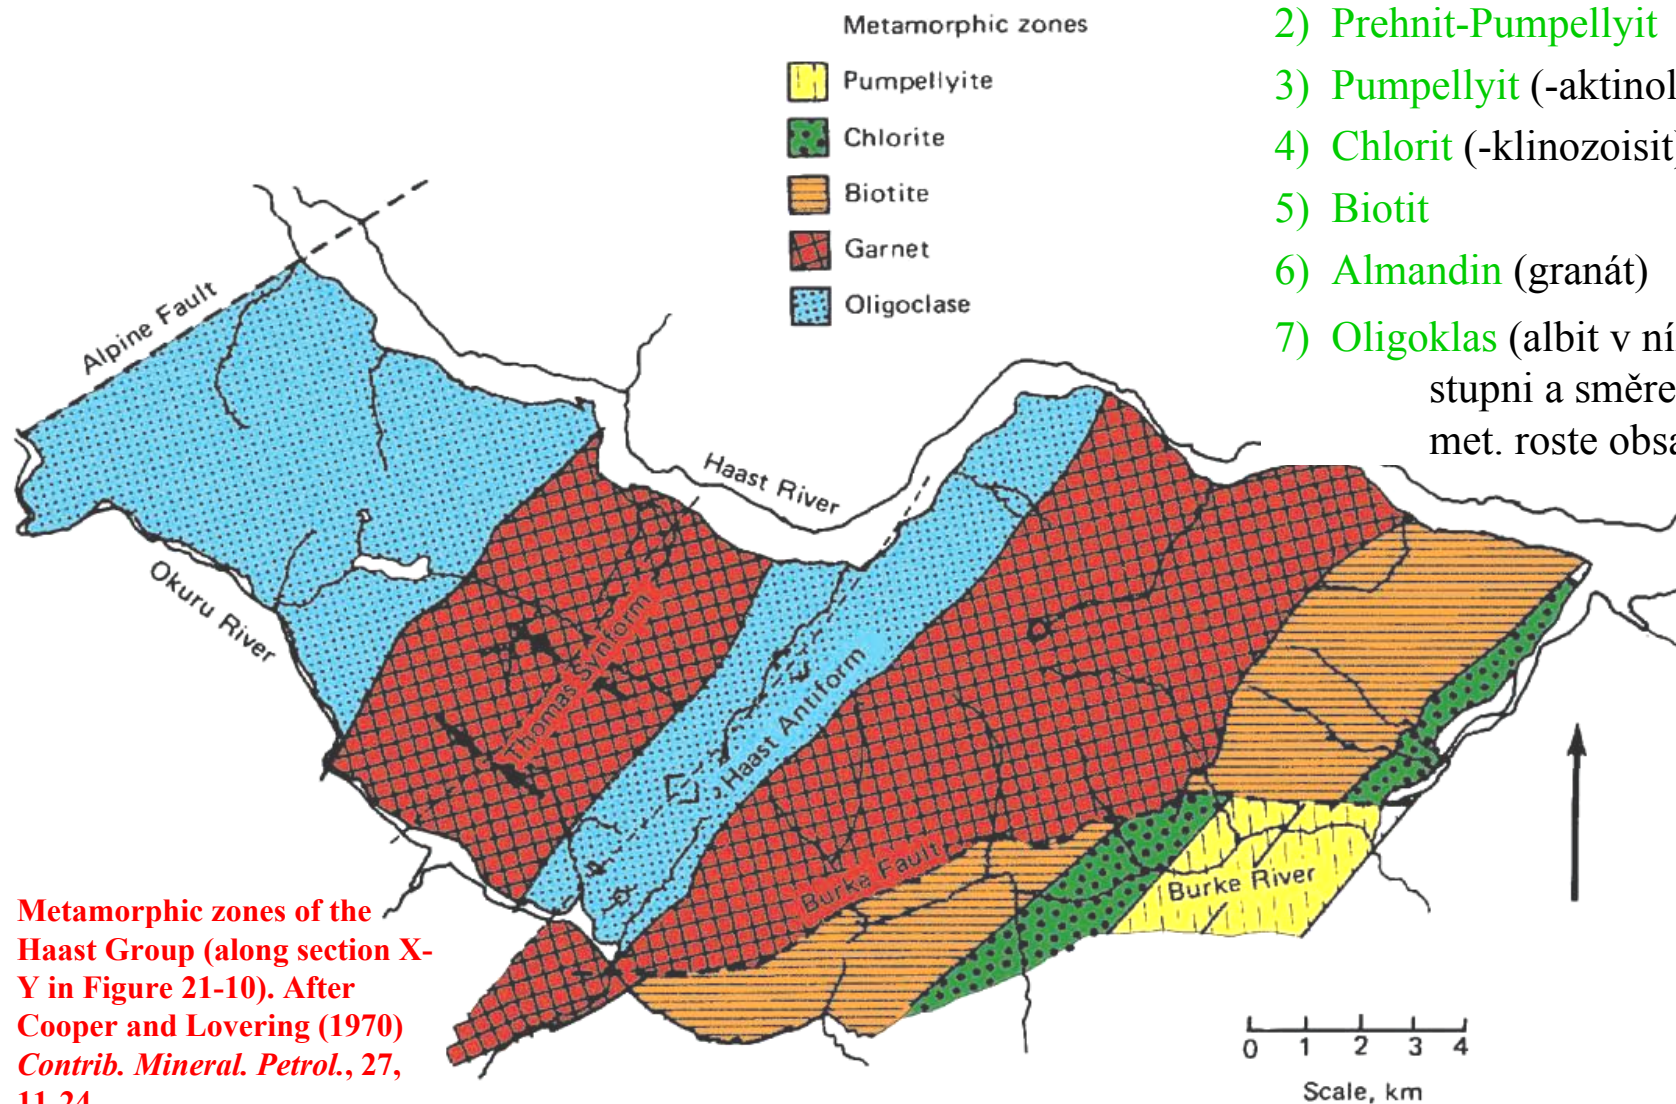 Metamorphic zones
Pumpellyite
Chlorite
Biotite
Garnet
Oligoclase
2) Prehnit-Pumpellyit
3) Pumpellyit (-aktinol
4) Chlorit (-klinozoisit)
5) Biotit
6) Almandin (granát)
7) Oligoklas (albit v ní
stupni a směre
met. roste obsa
Alpine Fault
Haast River
Okuru River
Thomas Synform
Haast Antiform
Burke Fault
Burke River
Metamorphic zones of the
Haast Group (along section X-
Y in Figure 21-10). After
Cooper and Lovering (1970)
Contrib. Mineral. Petrol., 27,
11-24
0 1 2 3 4
Scale, km